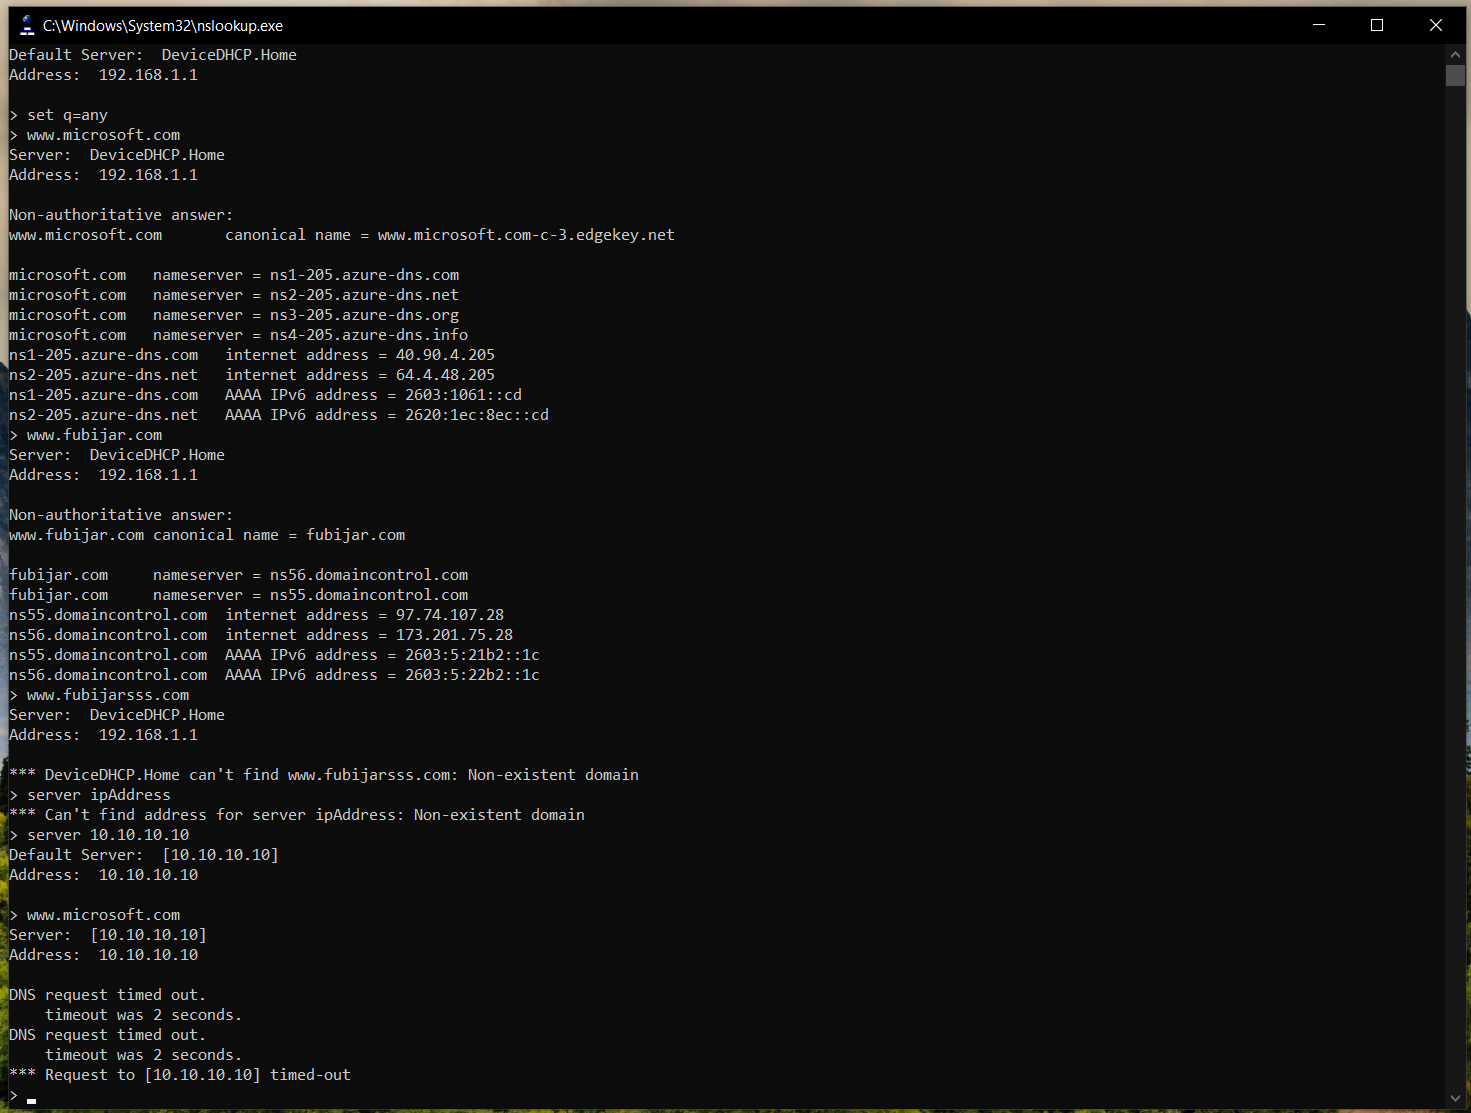 C:\Windows\System32\nslookup.exe
Default Server:  DeviceDHCP.Home
Address:  192.168.1.1

> set q=any
> www.microsoft.com
Server:  DeviceDHCP.Home
Address:  192.168.1.1

Non-authoritative answer:
www.microsoft.com       canonical name = www.microsoft.com-c-3.edgekey.net

microsoft.com   nameserver = ns1-205.azure-dns.com
microsoft.com   nameserver = ns2-205.azure-dns.net
microsoft.com   nameserver = ns3-205.azure-dns.org
microsoft.com   nameserver = ns4-205.azure-dns.info
ns1-205.azure-dns.com   internet address = 40.90.4.205
ns2-205.azure-dns.net   internet address = 64.4.48.205
ns1-205.azure-dns.com   AAAA IPv6 address = 2603:1061::cd
ns2-205.azure-dns.net   AAAA IPv6 address = 2620:1ec:8ec::cd
> www.fubijar.com
Server:  DeviceDHCP.Home
Address:  192.168.1.1

Non-authoritative answer:
www.fubijar.com canonical name = fubijar.com

fubijar.com     nameserver = ns56.domaincontrol.com
fubijar.com     nameserver = ns55.domaincontrol.com
ns55.domaincontrol.com  internet address = 97.74.107.28
ns56.domaincontrol.com  internet address = 173.201.75.28
ns55.domaincontrol.com  AAAA IPv6 address = 2603:5:21b2::1c
ns56.domaincontrol.com  AAAA IPv6 address = 2603:5:22b2::1c
> www.fubijarsss.com
Server:  DeviceDHCP.Home
Address:  192.168.1.1

*** DeviceDHCP.Home can't find www.fubijarsss.com: Non-existent domain
> server ipAddress
*** Can't find address for server ipAddress: Non-existent domain
> server 10.10.10.10
Default Server:  [10.10.10.10]
Address:  10.10.10.10

> www.microsoft.com
Server:  [10.10.10.10]
Address:  10.10.10.10

DNS request timed out.
    timeout was 2 seconds.
DNS request timed out.
    timeout was 2 seconds.
*** Request to [10.10.10.10] timed-out
>